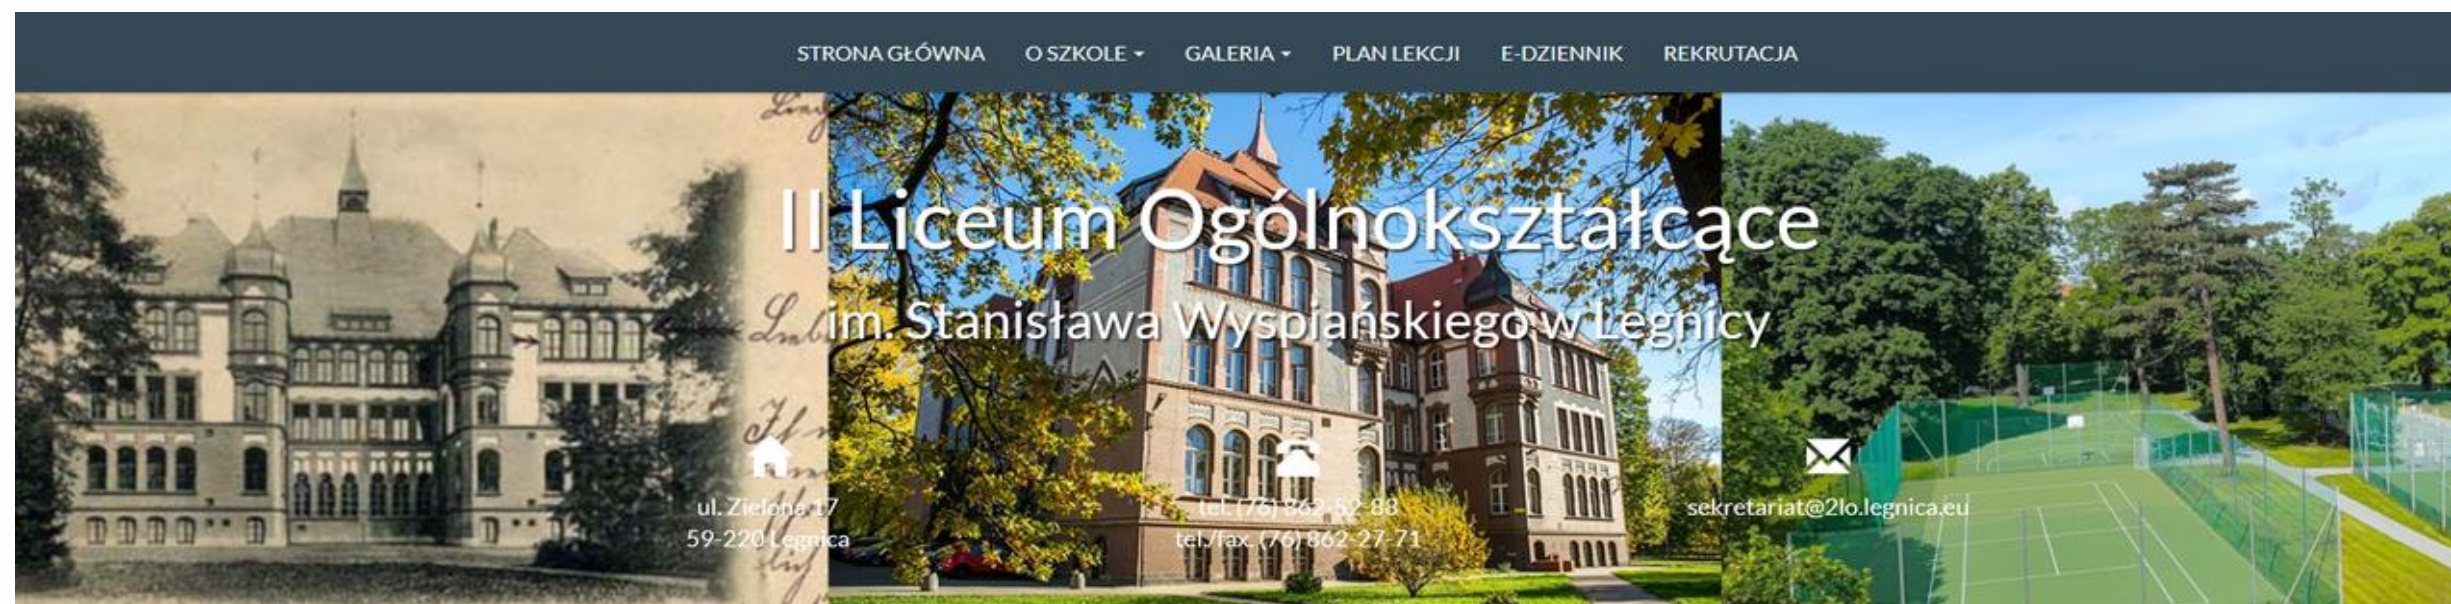 STRONA GŁÓWNA O SZKOLE GALERIA PLAN LEKCJI E-DZIENNIK REKRUTACJA
II Liceum Ogólnokształcące
im. Stanisława Wyspiańskiego w Legnicy
ul. Zielona 17
59-220 Legnica
tel. (76) 862-52-88
tel./fax. (76) 862-27-71
sekretariat@2lo.legnica.eu